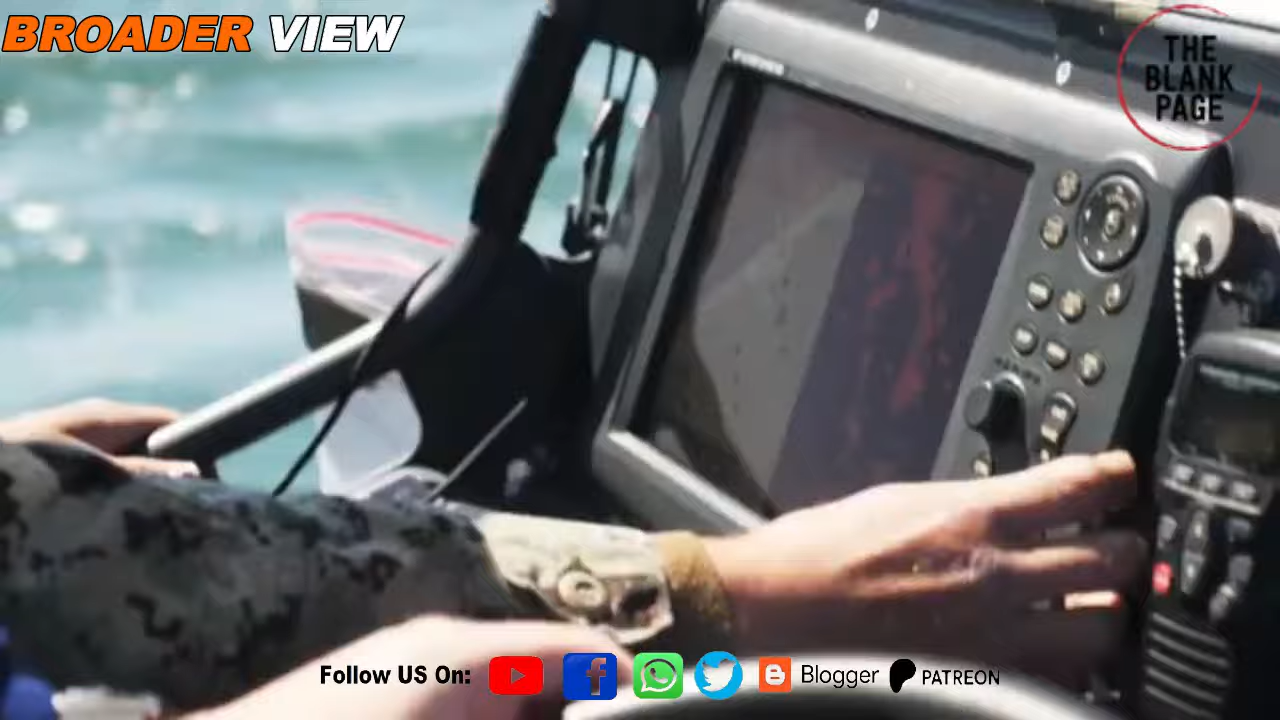 BROADER VIEW
THE
BLANK
PAGE
Follow US On:
Blogger
PATREON